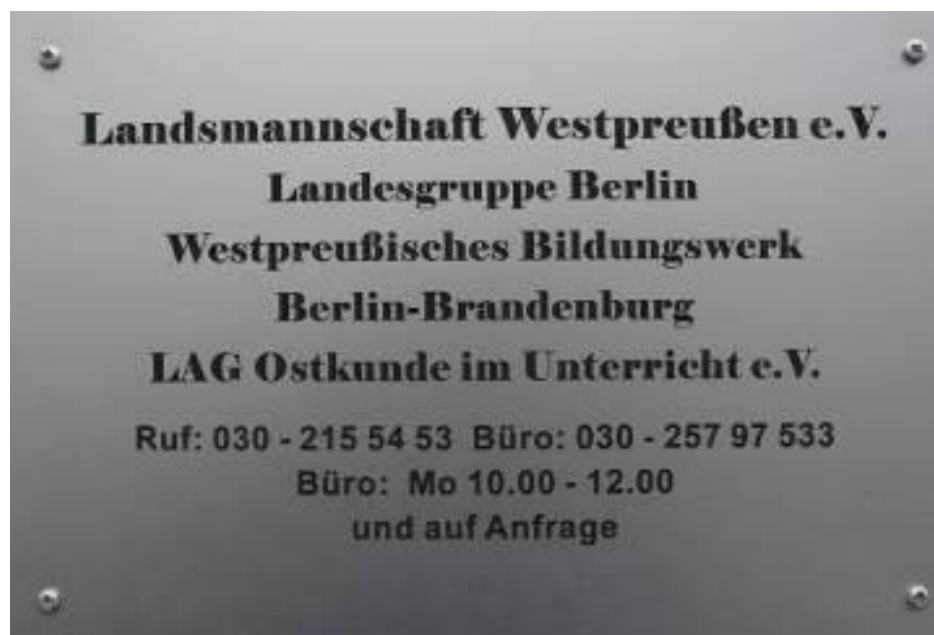 Landsmannschaft Westpreußen e.V.
Landesgruppe Berlin
Westpreußisches Bildungswerk
Berlin-Brandenburg
LAG Ostkunde im Unterricht e.V.
Ruf: 030 - 215 54 53 Büro: 030 - 257 97 533
Büro: Mo 10.00 - 12.00
und auf Anfrage